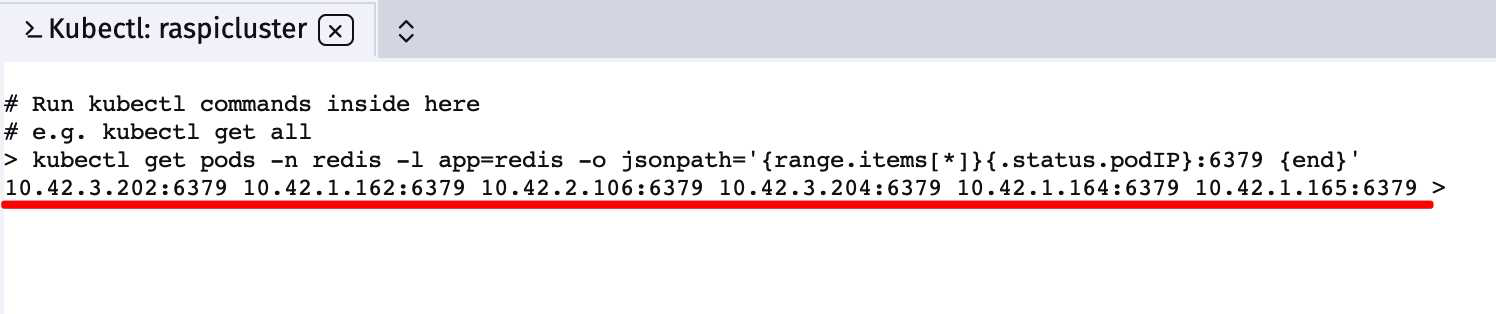 Kubectl: raspicluster
# Run kubectl commands inside here
# e.g. kubectl get all
> kubectl get pods -n redis -l app=redis -o jsonpath='{range.items[*]}{.status.podIP}:6379 {end}'
10.42.3.202:6379 10.42.1.162:6379 10.42.2.106:6379 10.42.3.204:6379 10.42.1.164:6379 10.42.1.165:6379 >